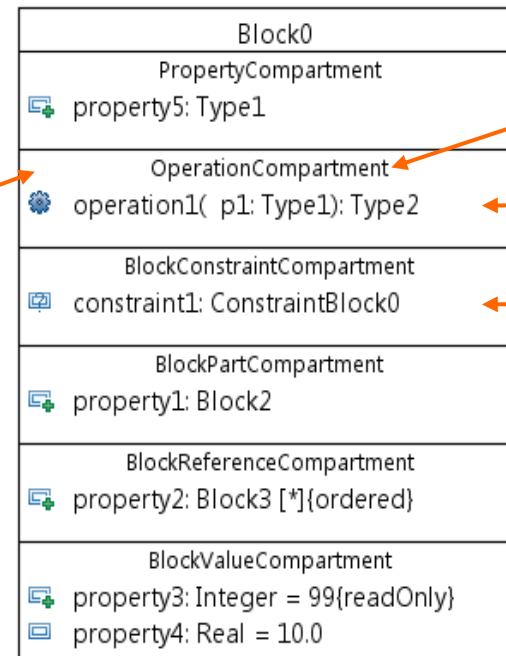 Block0
PropertyCompartment
property5: Type1
OperationCompartment
operation1(  p1: Type1): Type2
BlockConstraintCompartment
constraint1: ConstraintBlock0
BlockPartCompartment
property1: Block2
BlockReferenceCompartment
property2: Block3 [*]{ordered}
BlockValueCompartment
property3: Integer = 99{readOnly}
property4: Real = 10.0